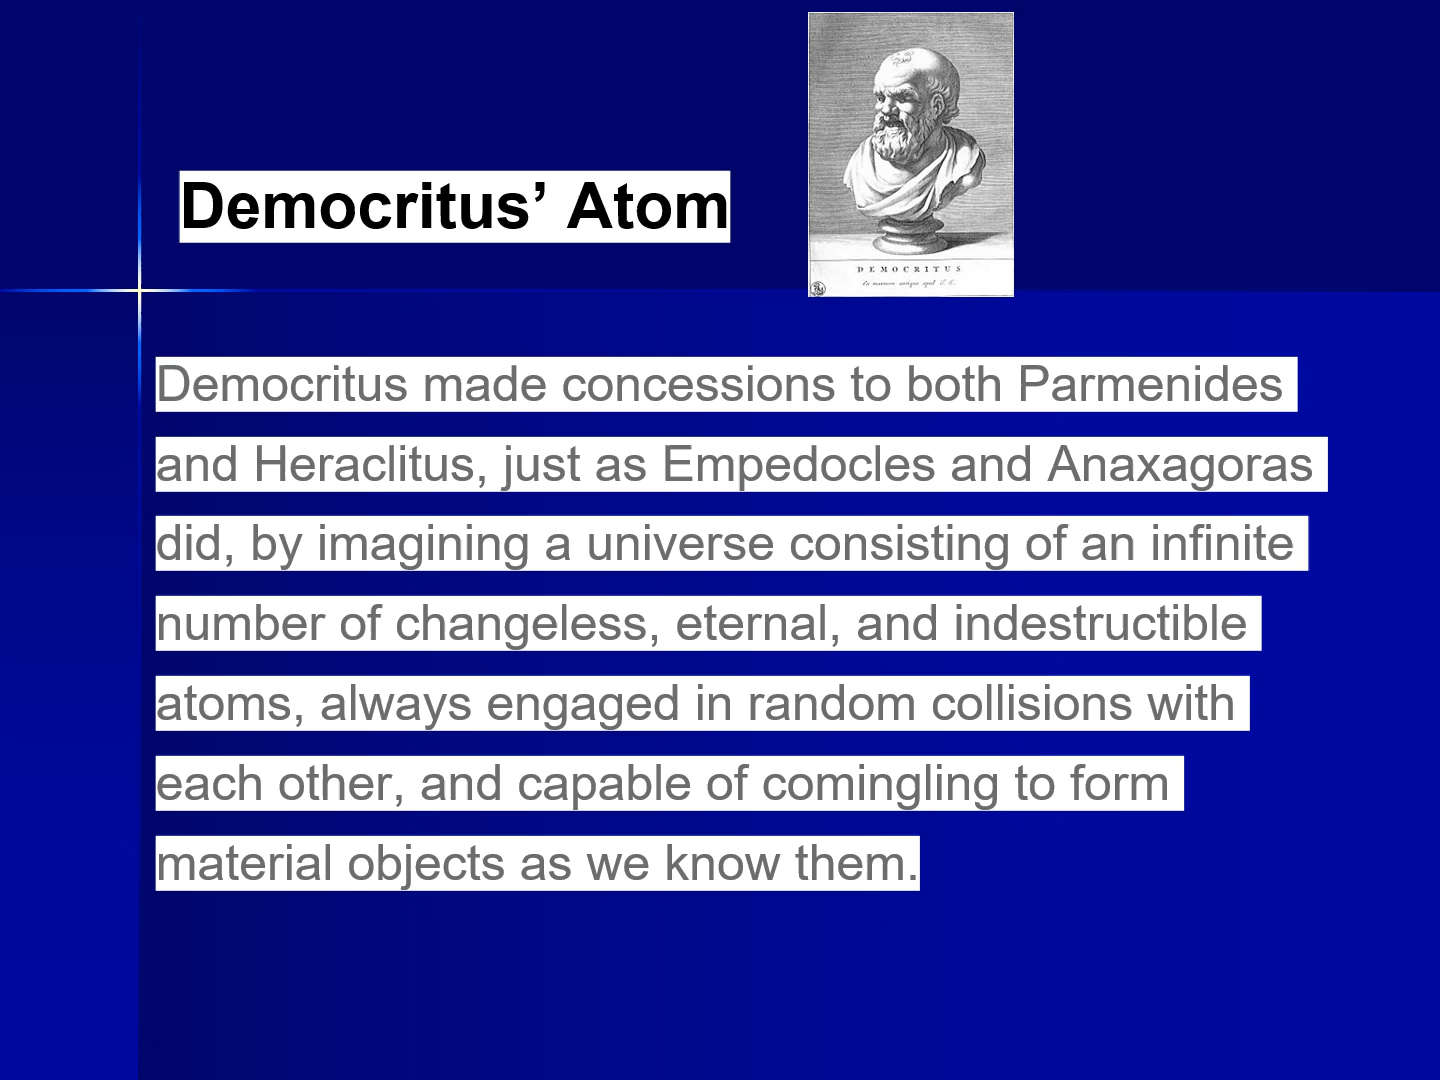 Democritus’ Atom
DEMOCRITUS
Democritus made concessions to both Parmenides
and Heraclitus, just as Empedocles and Anaxagoras
did, by imagining a universe consisting of an infinite
number of changeless, eternal, and indestructible
atoms, always engaged in random collisions with
each other, and capable of comingling to form
material objects as we know them.